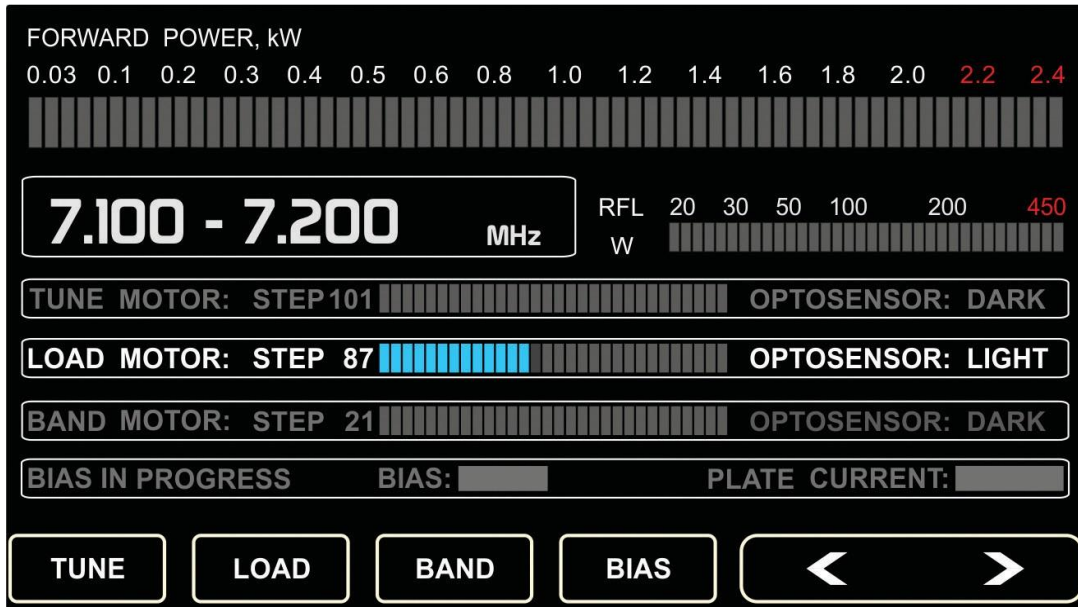 FORWARD POWER, kW
0.03 0.1 0.2 0.3 0.4 0.5 0.6 0.8 1.0 1.2 1.4 1.6 1.8 2.0 2.2 2.4
7.100 - 7.200 MHz
RFL 20 30 50 100 200 450
W
TUNE MOTOR: STEP 101 OPTOSENSOR: DARK
LOAD MOTOR: STEP 87 OPTOSENSOR: LIGHT
BAND MOTOR: STEP 21 OPTOSENSOR: DARK
BIAS IN PROGRESS BIAS: PLATE CURRENT:
TUNE LOAD BAND BIAS < >